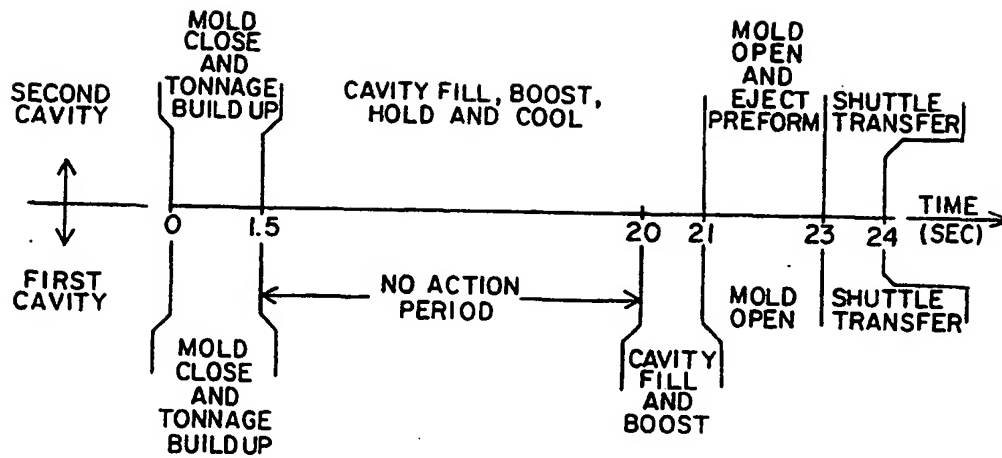 MOLD
CLOSE
AND
TONNAGE
BUILD UP
SECOND
CAVITY
CAVITY FILL, BOOST,
HOLD AND COOL
MOLD
OPEN
AND
EJECT
PREFORM
SHUTTLE
TRANSFER
0
1.5
20
21
23
24
TIME
(SEC)
FIRST
CAVITY
NO ACTION
PERIOD
MOLD
CLOSE
AND
TONNAGE
BUILD UP
CAVITY
FILL
AND
BOOST
MOLD
OPEN
SHUTTLE
TRANSFER